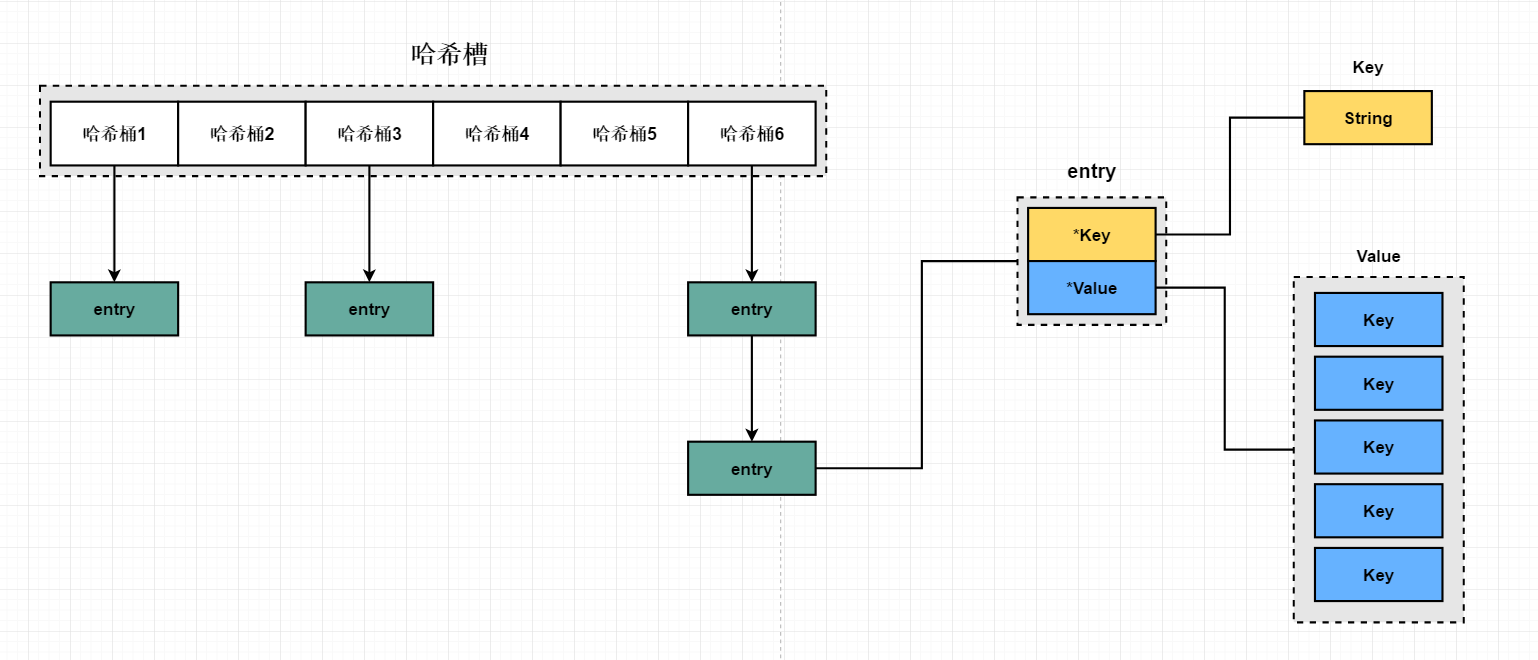 哈希槽
哈希桶1
哈希桶2
哈希桶3
哈希桶4
哈希桶5
哈希桶6
entry
entry
entry
entry
entry
*Key
*Value
Key
String
Value
Key
Key
Key
Key
Key